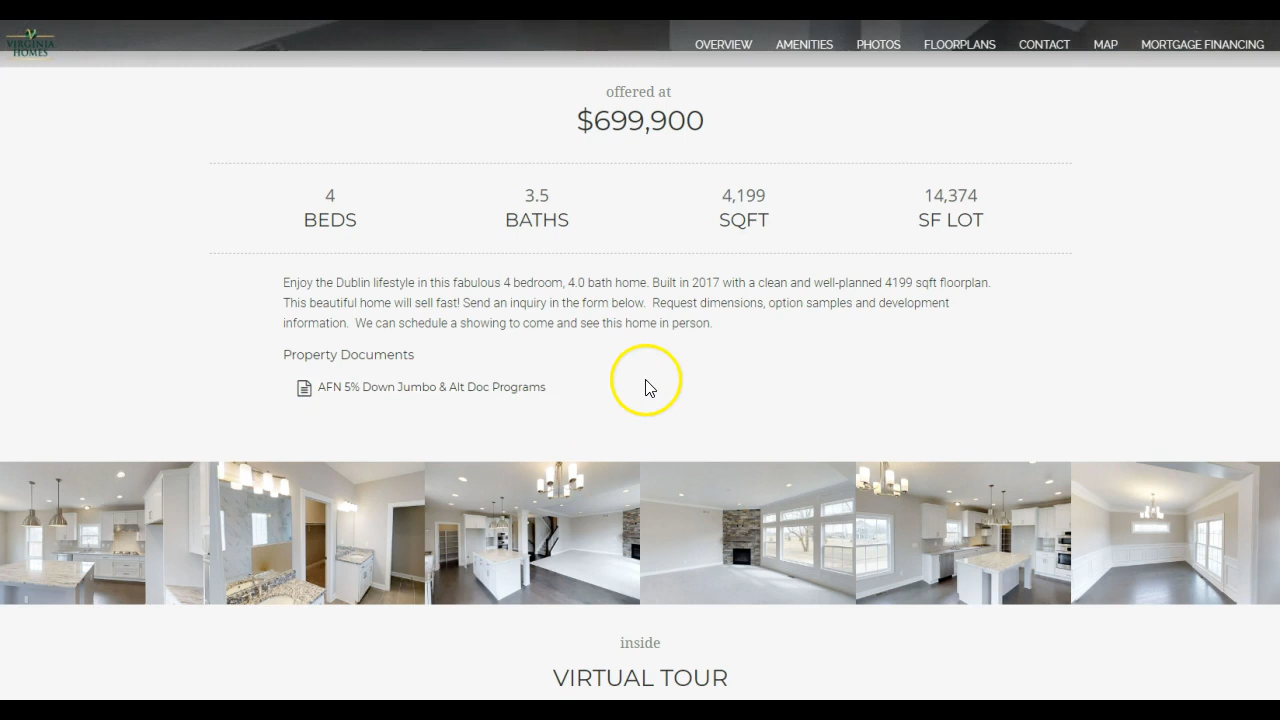 VIRGINIA
HOMES
OVERVIEW AMENITIES PHOTOS FLOORPLANS CONTACT MAP MORTGAGE FINANCING
offered at
$699,900
4 3.5 4,199 14,374
BEDS BATHS SQFT SF LOT
Enjoy the Dublin lifestyle in this fabulous 4 bedroom, 4.0 bath home. Built in 2017 with a clean and well-planned 4199 sqft floorplan.
This beautiful home will sell fast! Send an inquiry in the form below. Request dimensions, option samples and development
information. We can schedule a showing to come and see this home in person.
Property Documents
AFN 5% Down Jumbo & Alt Doc Programs
inside
VIRTUAL TOUR